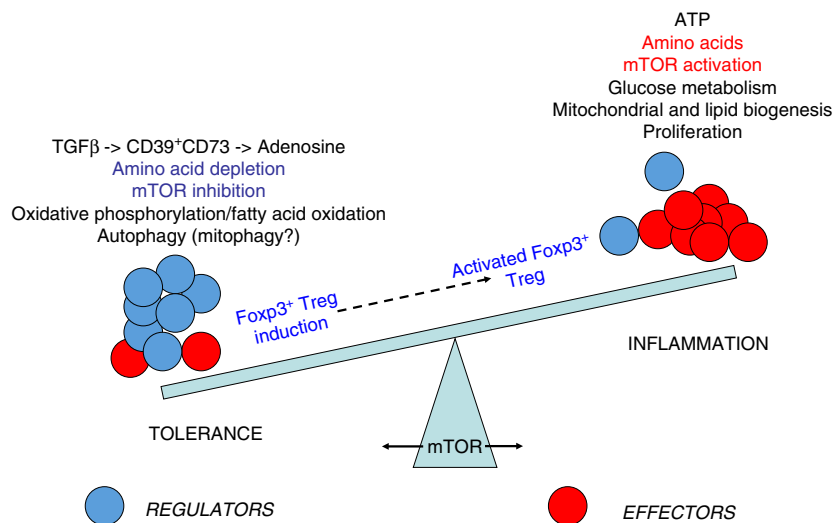 ATP
Amino acids
mTOR activation
Glucose metabolism
Mitochondrial and lipid biogenesis
Proliferation
TGFβ -> CD39⁺CD73 -> Adenosine
Amino acid depletion
mTOR inhibition
Oxidative phosphorylation/fatty acid oxidation
Autophagy (mitophagy?)
Foxp3⁺ Treg
induction
Activated Foxp3⁺
Treg
INFLAMMATION
TOLERANCE
mTOR
REGULATORS
EFFECTORS